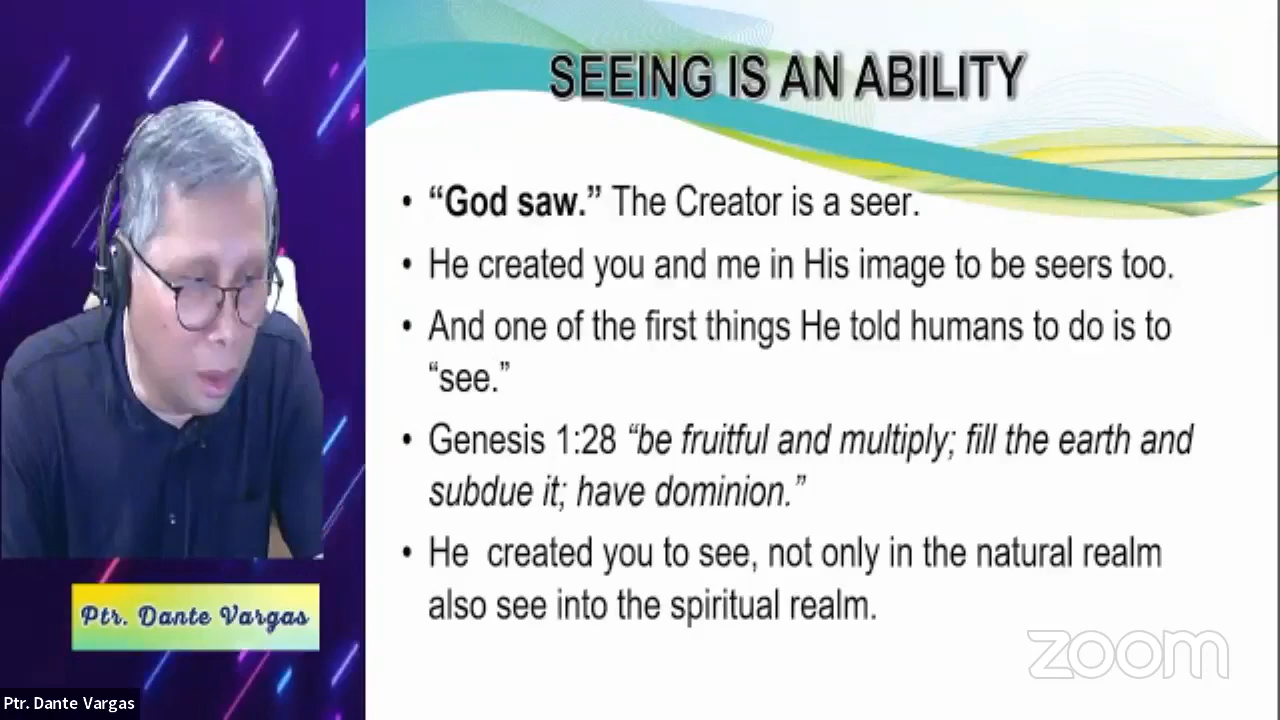 SEEING IS AN ABILITY
• “God saw.” The Creator is a seer.
• He created you and me in His image to be seers too.
• And one of the first things He told humans to do is to
“see.”
• Genesis 1:28 “be fruitful and multiply; fill the earth and
subdue it; have dominion.”
• He  created you to see, not only in the natural realm
also see into the spiritual realm.
Ptr. Dante Vargas
zoom
Ptr. Dante Vargas